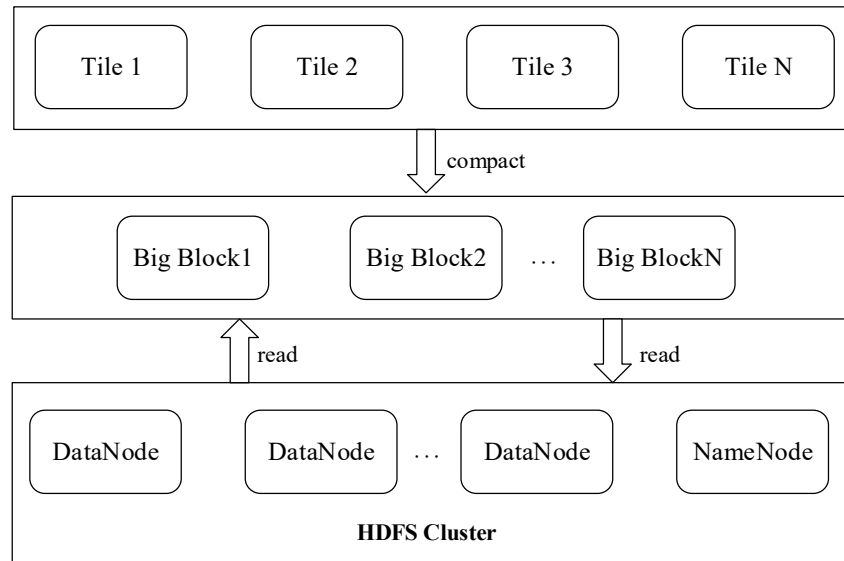 Tile 1 Tile 2 Tile 3 Tile N
compact
Big Block1 Big Block2 … Big BlockN
read read
DataNode DataNode … DataNode NameNode
HDFS Cluster